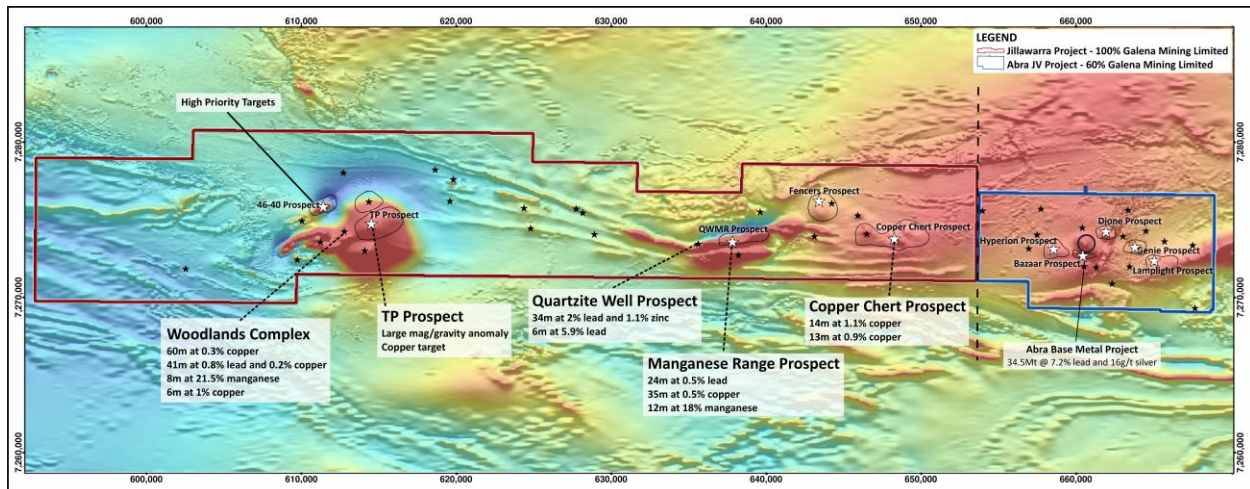 600,000 610,000 620,000 630,000 640,000 650,000 660,000
LEGEND
Jillawarra Project - 100% Galena Mining Limited
Abra JV Project - 60% Galena Mining Limited
High Priority Targets
7,280,000
7,280,000
46-40 Prospect
TP Prospect
QWMR Prospect
Fencers Prospect
Copper Chert Prospect
Hyperion Prospect
Dione Prospect
Genie Prospect
Bazaar Prospect
Lamplight Prospect
7,270,000
7,270,000
Woodlands Complex
60m at 0.3% copper
41m at 0.8% lead and 0.2% copper
8m at 21.5% manganese
6m at 1% copper
TP Prospect
Large mag/gravity anomaly
Copper target
Quartzite Well Prospect
34m at 2% lead and 1.1% zinc
6m at 5.9% lead
Manganese Range Prospect
24m at 0.5% lead
35m at 0.5% copper
12m at 18% manganese
Copper Chert Prospect
14m at 1.1% copper
13m at 0.9% copper
Abra Base Metal Project
34.5Mt @ 7.2% lead and 16g/t silver
7,260,000
7,260,000
600,000 610,000 620,000 630,000 640,000 650,000 660,000